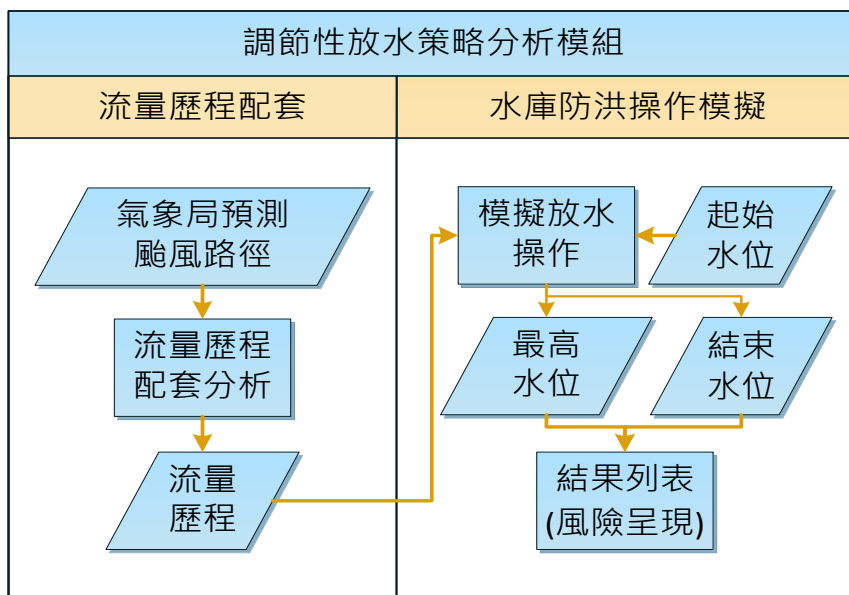 調節性放水策略分析模組
流量歷程配套
水庫防洪操作模擬
氣象局預測
颱風路徑
流量歷程
配套分析
流量
歷程
模擬放水
操作
起始
水位
最高
水位
結束
水位
結果列表
(風險呈現)